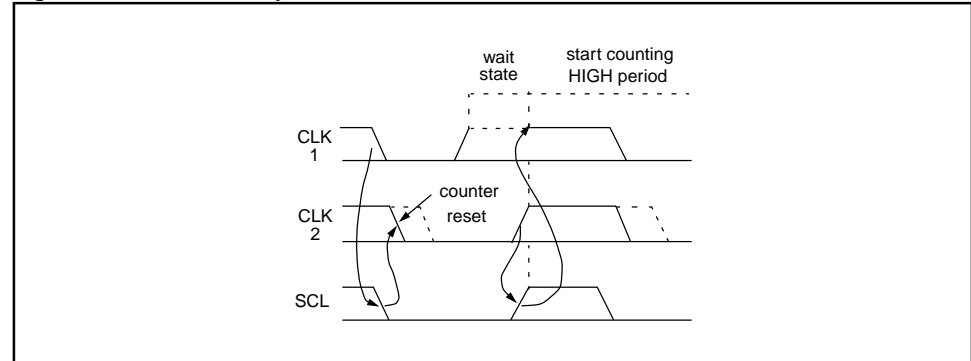 wait
state
start counting
HIGH period
CLK
1
counter
reset
CLK
2
SCL